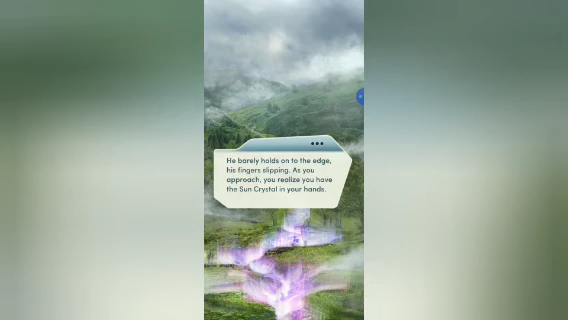 He barely holds on to the edge,
his fingers slipping. As you
approach, you realize you have
the Sun Crystal in your hands.